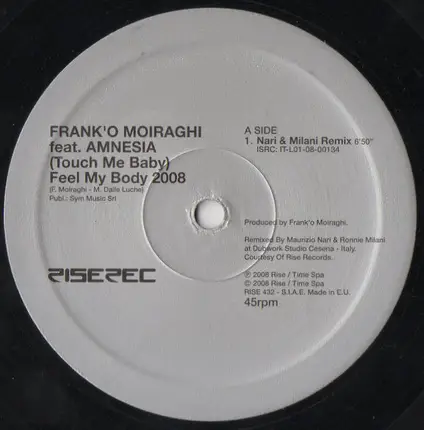 FRANK'O MOIRAGHI
feat. AMNESIA
(Touch Me Baby)
Feel My Body 2008
(F. Moiraghi - M. Dalle Luche)
Publ.: Sym Music Srl
RISEREC
A SIDE
1. Nari & Milani Remix 6'50"
ISRC: IT-L01-08-00134
Produced by Frank'o Moiraghi.
Remixed By Maurizio Nari & Ronnie Milani
at Dubwork Studio Cesena - Italy.
Courtesy Of Rise Records.
℗ 2008 Rise / Time Spa
© 2008 Rise / Time Spa
RISE 432 - S.I.A.E. Made in E.U.
45rpm